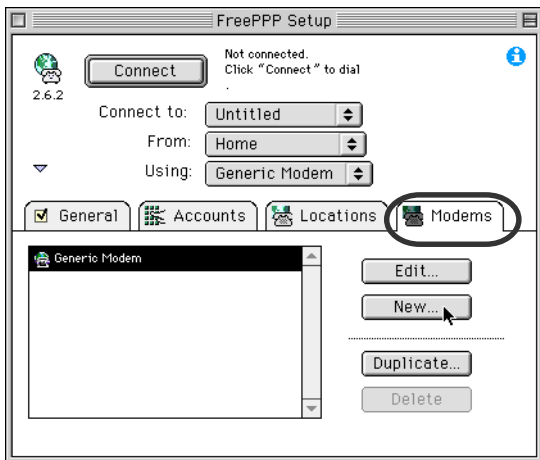 FreePPP Setup
Not connected.
Connect
Click "Connect" to dial
.
2.6.2
Connect to: Untitled
From: Home
Using: Generic Modem
General Accounts Locations Modems
Generic Modem
Edit...
New...
Duplicate...
Delete